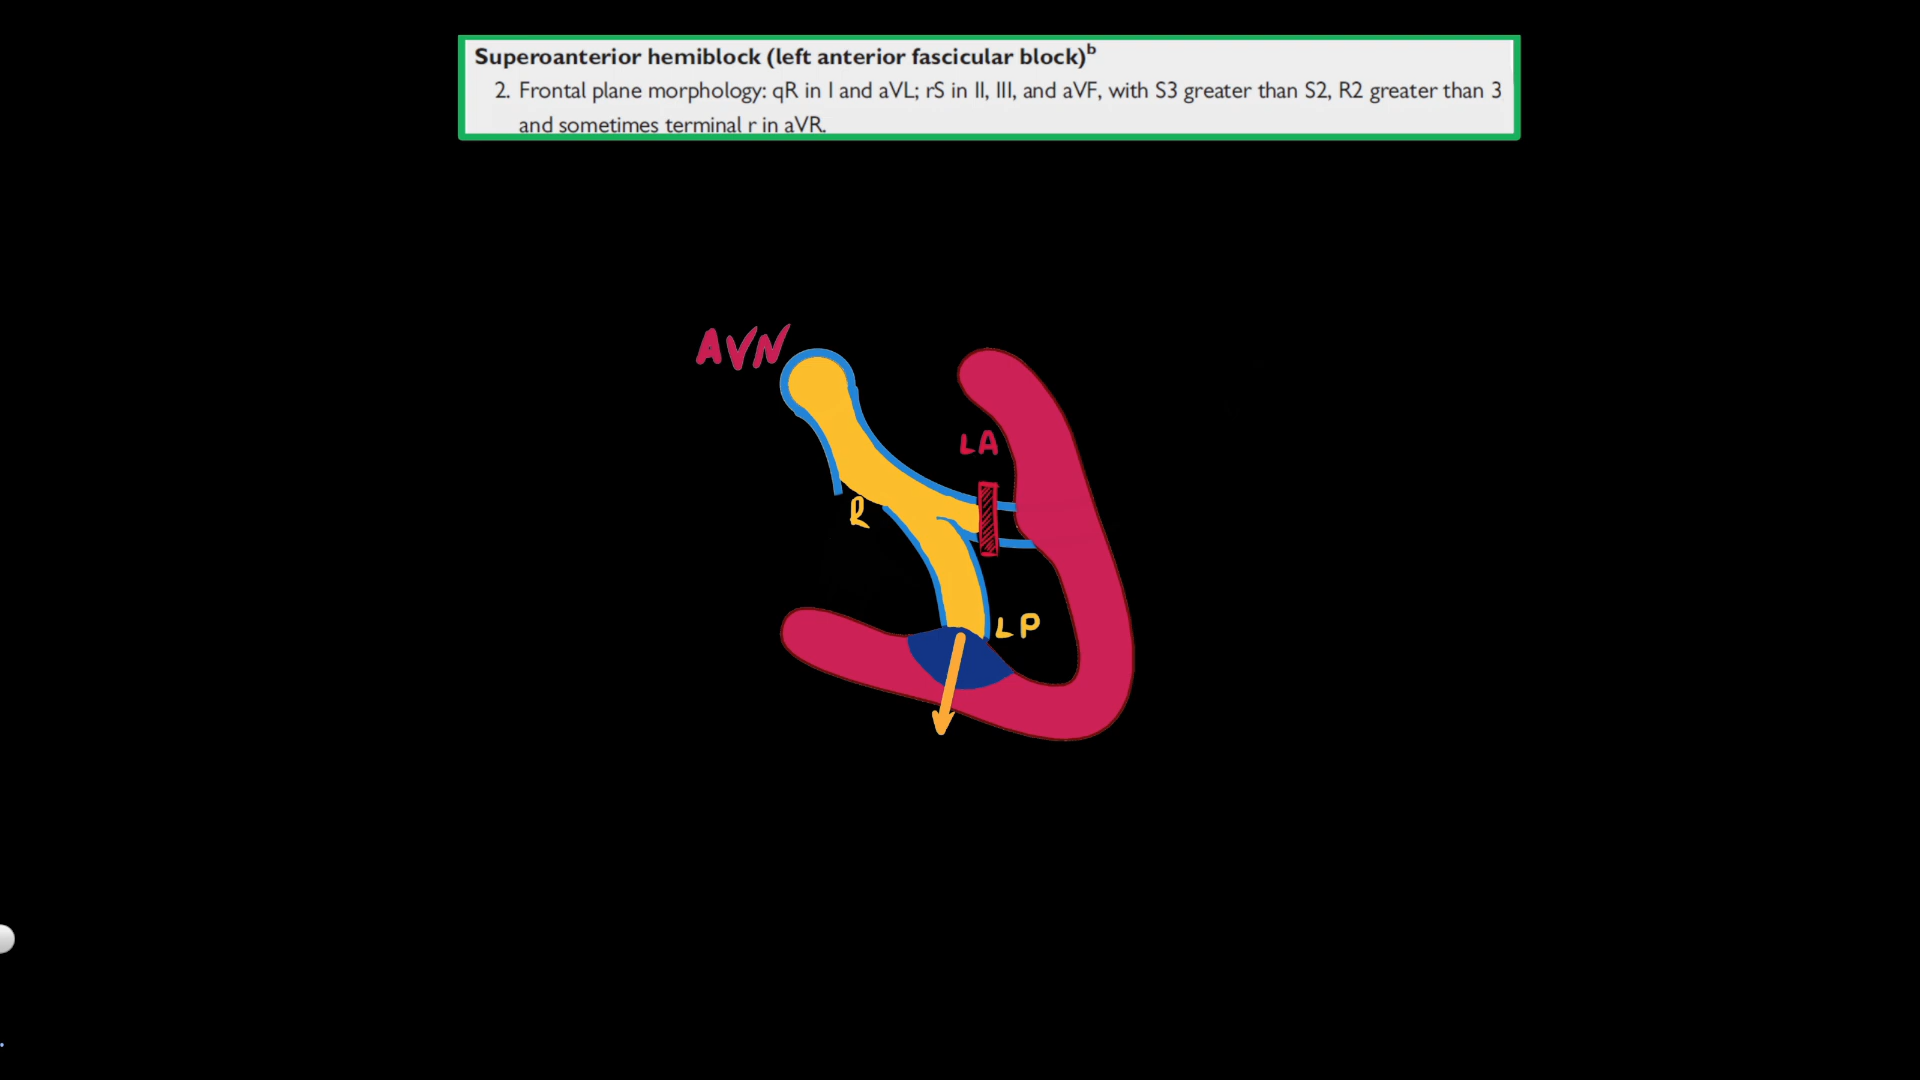 Superoanterior hemiblock (left anterior fascicular block)b
2. Frontal plane morphology: qR in I and aVL; rS in II, III, and aVF, with S3 greater than S2, R2 greater than 3
and sometimes terminal r in aVR.
AVN
LA
R
LP